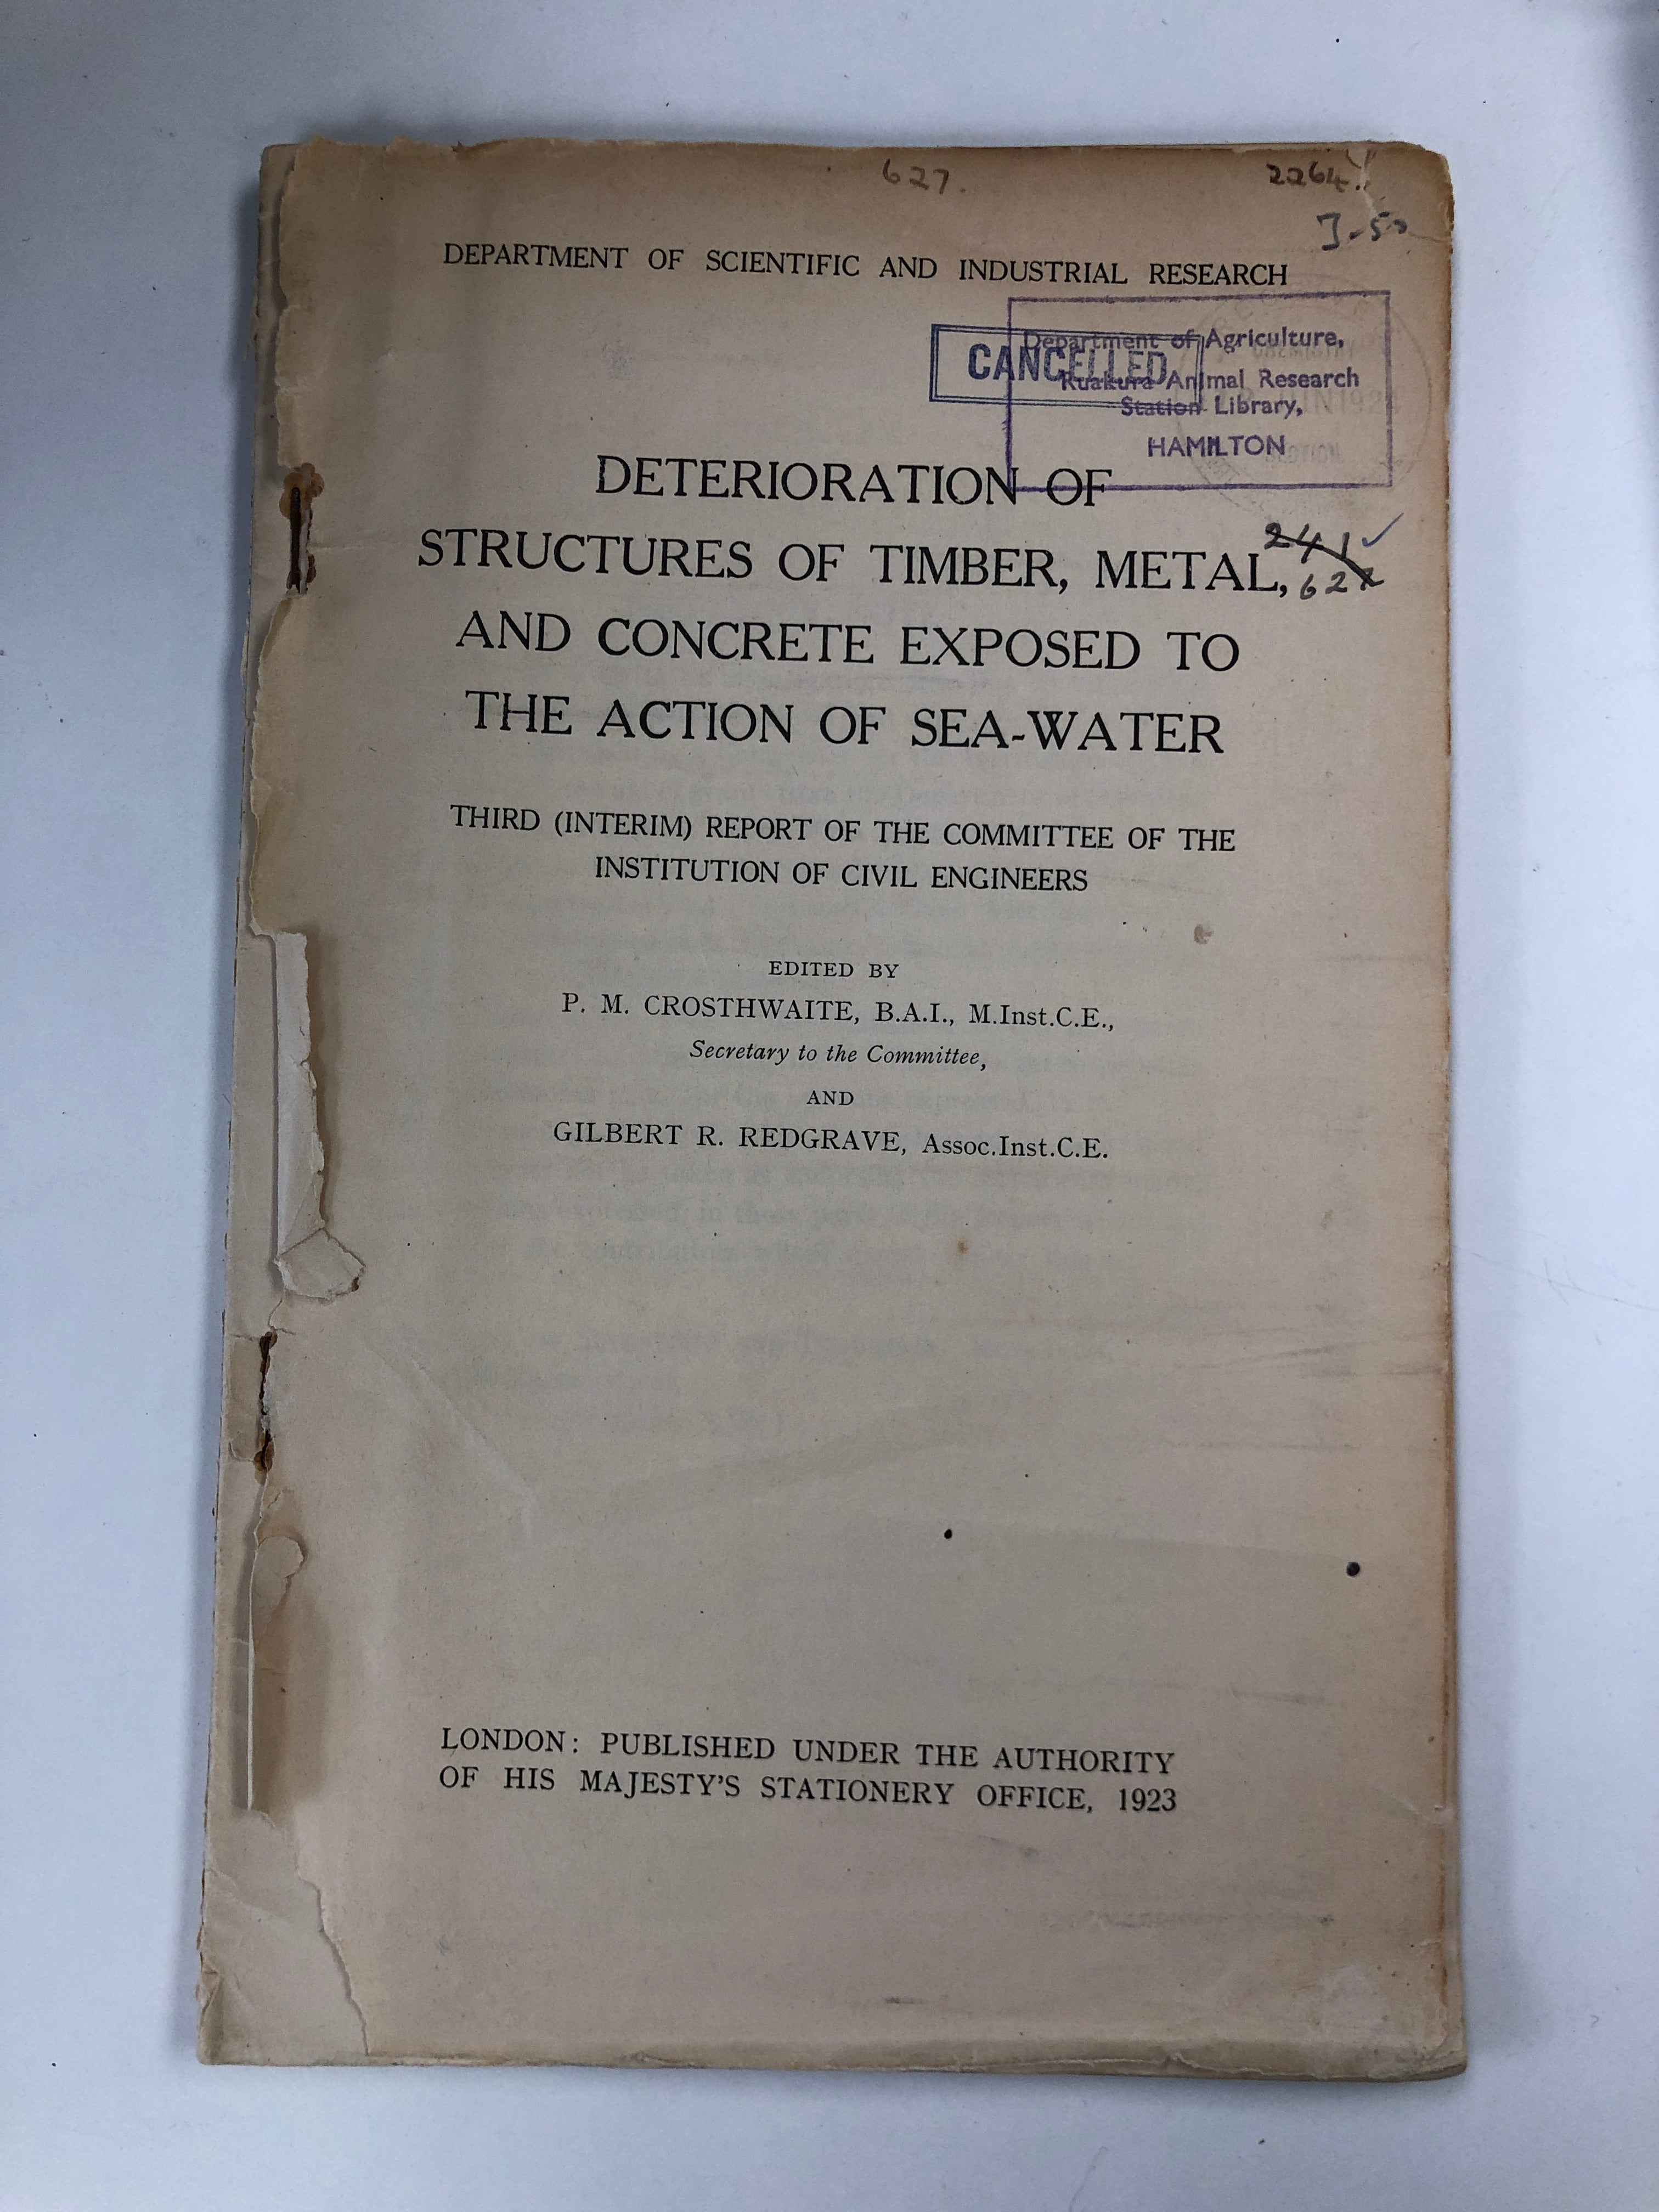 627.
2264
DEPARTMENT OF SCIENTIFIC AND INDUSTRIAL RESEARCH
CANCELLED
Department of Agriculture,
Ruakura Animal Research
Station Library,
HAMILTON
DETERIORATION OF
STRUCTURES OF TIMBER, METAL,
241
627
AND CONCRETE EXPOSED TO
THE ACTION OF SEA-WATER
THIRD (INTERIM) REPORT OF THE COMMITTEE OF THE
INSTITUTION OF CIVIL ENGINEERS
EDITED BY
P. M. CROSTHWAITE, B.A.I., M.Inst.C.E.,
Secretary to the Committee,
AND
GILBERT R. REDGRAVE, Assoc.Inst.C.E.
LONDON: PUBLISHED UNDER THE AUTHORITY
OF HIS MAJESTY'S STATIONERY OFFICE, 1923